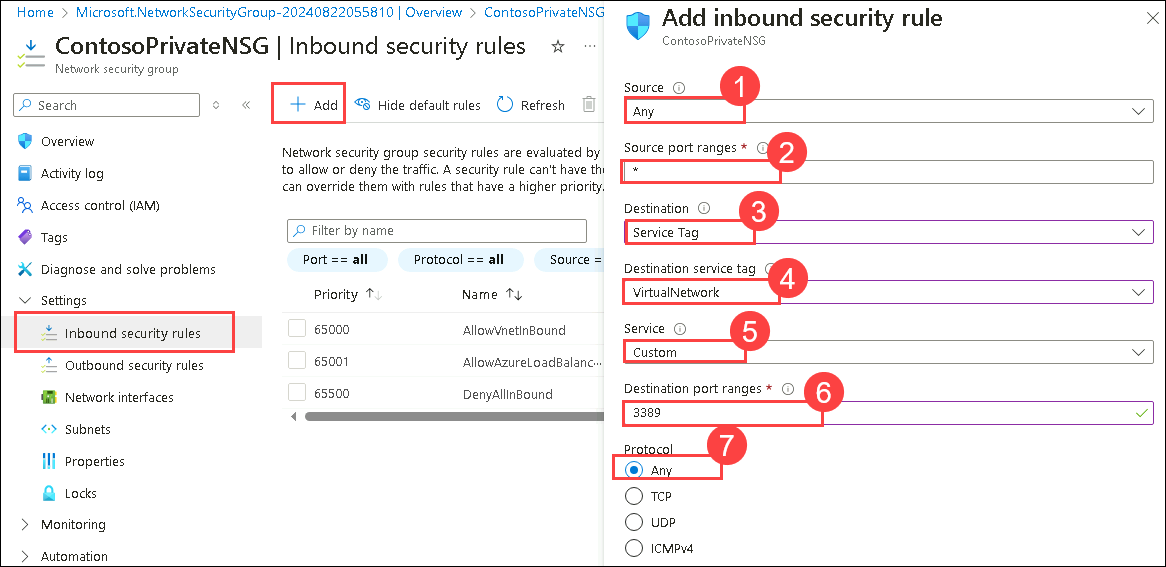 Home > Microsoft.NetworkSecurityGroup-20240822055810 | Overview > ContosoPrivateNSG
ContosoPrivateNSG | Inbound security rules
Network security group
Search
Add
Hide default rules
Refresh
Overview
Activity log
Access control (IAM)
Tags
Diagnose and solve problems
Settings
Inbound security rules
Outbound security rules
Network interfaces
Subnets
Properties
Locks
Monitoring
Automation
Network security group security rules are evaluated by
to allow or deny the traffic. A security rule can't have the
can override them with rules that have a higher priority.
Filter by name
Port == all
Protocol == all
Source =
Priority
Name
65000 AllowVnetInBound
65001 AllowAzureLoadBalanc...
65500 DenyAllInBound
Add inbound security rule
ContosoPrivateNSG
Source
1
Any
Source port ranges *
2
*
Destination
3
Service Tag
Destination service tag
4
VirtualNetwork
Service
5
Custom
Destination port ranges *
6
3389
Protocol
7
Any
TCP
UDP
ICMPv4